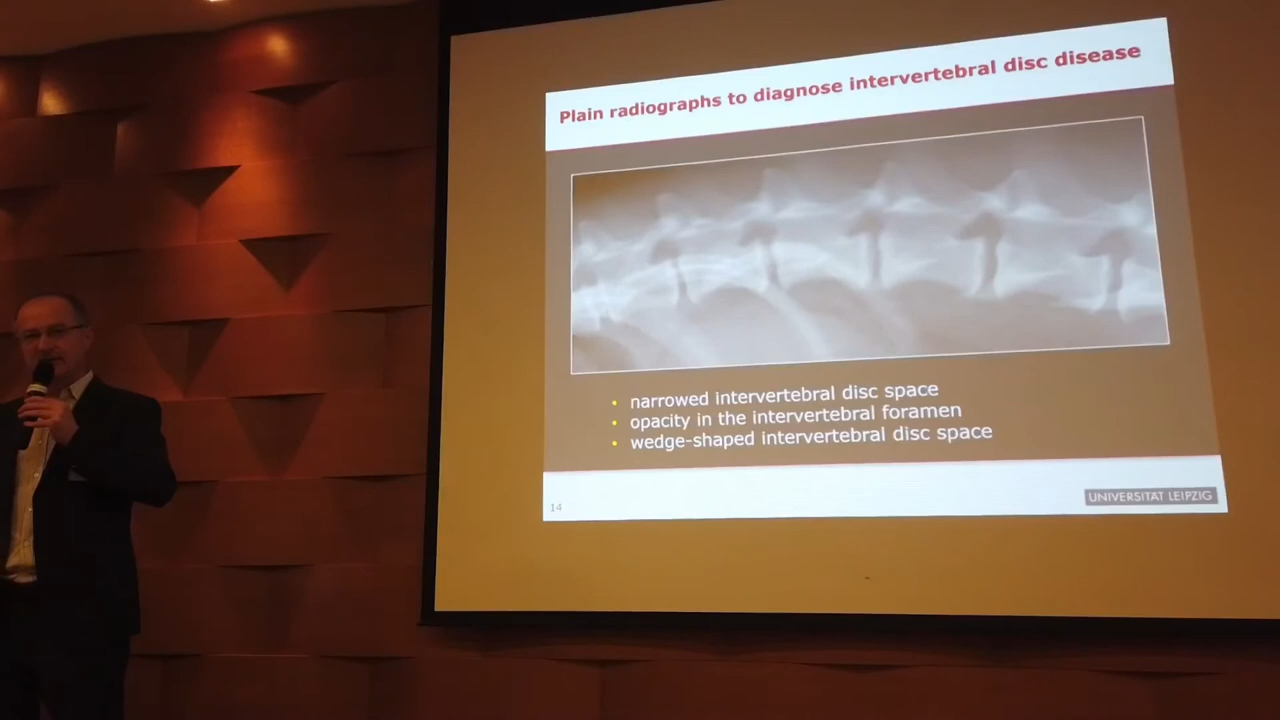 Plain radiographs to diagnose intervertebral disc disease
• narrowed intervertebral disc space
• opacity in the intervertebral foramen
• wedge-shaped intervertebral disc space
14
UNIVERSITÄT LEIPZIG